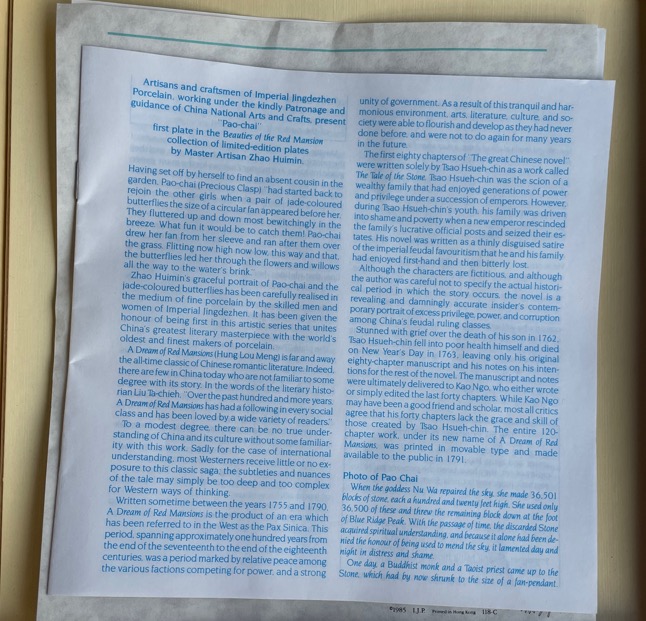 Artisans and craftsmen of Imperial Jingdezhen
Porcelain, working under the kindly Patronage and
guidance of China National Arts and Crafts, present
"Pao-chai"
first plate in the Beauties of the Red Mansion
collection of limited-edition plates
by Master Artisan Zhao Huimin.
Having set off by herself to find an absent cousin in the
garden, Pao-chai (Precious Clasp) "had started back to
rejoin the other girls when a pair of jade-coloured
butterflies the size of a circular fan appeared before her.
They fluttered up and down most bewitchingly in the
breeze. What fun it would be to catch them! Pao-chai
drew her fan from her sleeve and ran after them over
the grass. Flitting now high now low, this way and that,
the butterflies led her through the flowers and willows
all the way to the water's brink."
Zhao Huimin's graceful portrait of Pao-chai and the
jade-coloured butterflies has been carefully realised in
the medium of fine porcelain by the skilled men and
women of Imperial Jingdezhen. It has been given the
honour of being first in this artistic series that unites
China's greatest literary masterpiece with the world's
oldest and finest makers of porcelain.
A Dream of Red Mansions (Hung Lou Meng) is far and away
the all-time classic of Chinese romantic literature. Indeed,
there are few in China today who are not familiar to some
degree with its story. In the words of the literary histo-
rian Liu Ta-chieh, "Over the past hundred and more years,
A Dream of Red Mansions has had a following in every social
class and has been loved by a wide variety of readers."
To a modest degree, there can be no true under-
standing of China and its culture without some familiar-
ity with this work. Sadly for the case of international
understanding, most Westerners receive little or no ex-
posure to this classic saga; the subtleties and nuances
of the tale may simply be too deep and too complex
for Western ways of thinking.
Written sometime between the years 1755 and 1790,
A Dream of Red Mansions is the product of an era which
has been referred to in the West as the Pax Sinica. This
period, spanning approximately one hundred years from
the end of the seventeenth to the end of the eighteenth
centuries, was a period marked by relative peace among
the various factions competing for power, and a strong
unity of government. As a result of this tranquil and har-
monious environment, arts, literature, culture, and so-
ciety were able to flourish and develop as they had never
done before, and were not to do again for many years
in the future.
The first eighty chapters of "The great Chinese novel"
were written solely by Tsao Hsueh-chin as a work called
The Tale of the Stone. Tsao Hsueh-chin was the scion of a
wealthy family that had enjoyed generations of power
and privilege under a succession of emperors. However,
during Tsao Hsueh-chin's youth, his family was driven
into shame and poverty when a new emperor rescinded
the family's lucrative official posts and seized their es-
tates. His novel was written as a thinly disguised satire
of the imperial feudal favouritism that he and his family
had enjoyed first-hand and then bitterly lost.
Although the characters are fictitious, and although
the author was careful not to specify the actual histori-
cal period in which the story occurs, the novel is a
revealing and damningly accurate insider's contem-
porary portrait of excess privilege, power, and corruption
among China's feudal ruling classes.
Stunned with grief over the death of his son in 1762,
Tsao Hsueh-chin fell into poor health himself and died
on New Year's Day in 1763, leaving only his original
eighty-chapter manuscript and his notes on his inten-
tions for the rest of the novel. The manuscript and notes
were ultimately delivered to Kao Ngo, who either wrote
or simply edited the last forty chapters. While Kao Ngo
may have been a good friend and scholar, most all critics
agree that his forty chapters lack the grace and skill of
those created by Tsao Hsueh-chin. The entire 120-
chapter work, under its new name of A Dream of Red
Mansions, was printed in movable type and made
available to the public in 1791.
Photo of Pao Chai
When the goddess Nu Wa repaired the sky, she made 36,501
blocks of stone, each a hundred and twenty feet high. She used only
36,500 of these and threw the remaining block down at the foot
of Blue Ridge Peak. With the passage of time, the discarded Stone
acquired spiritual understanding, and because it alone had been de-
nied the honour of being used to mend the sky, it lamented day and
night in distress and shame.
One day, a Buddhist monk and a Taoist priest came up to the
Stone, which had by now shrunk to the size of a fan-pendant.
©1985 I.J.P. Printed in Hong Kong 118-C